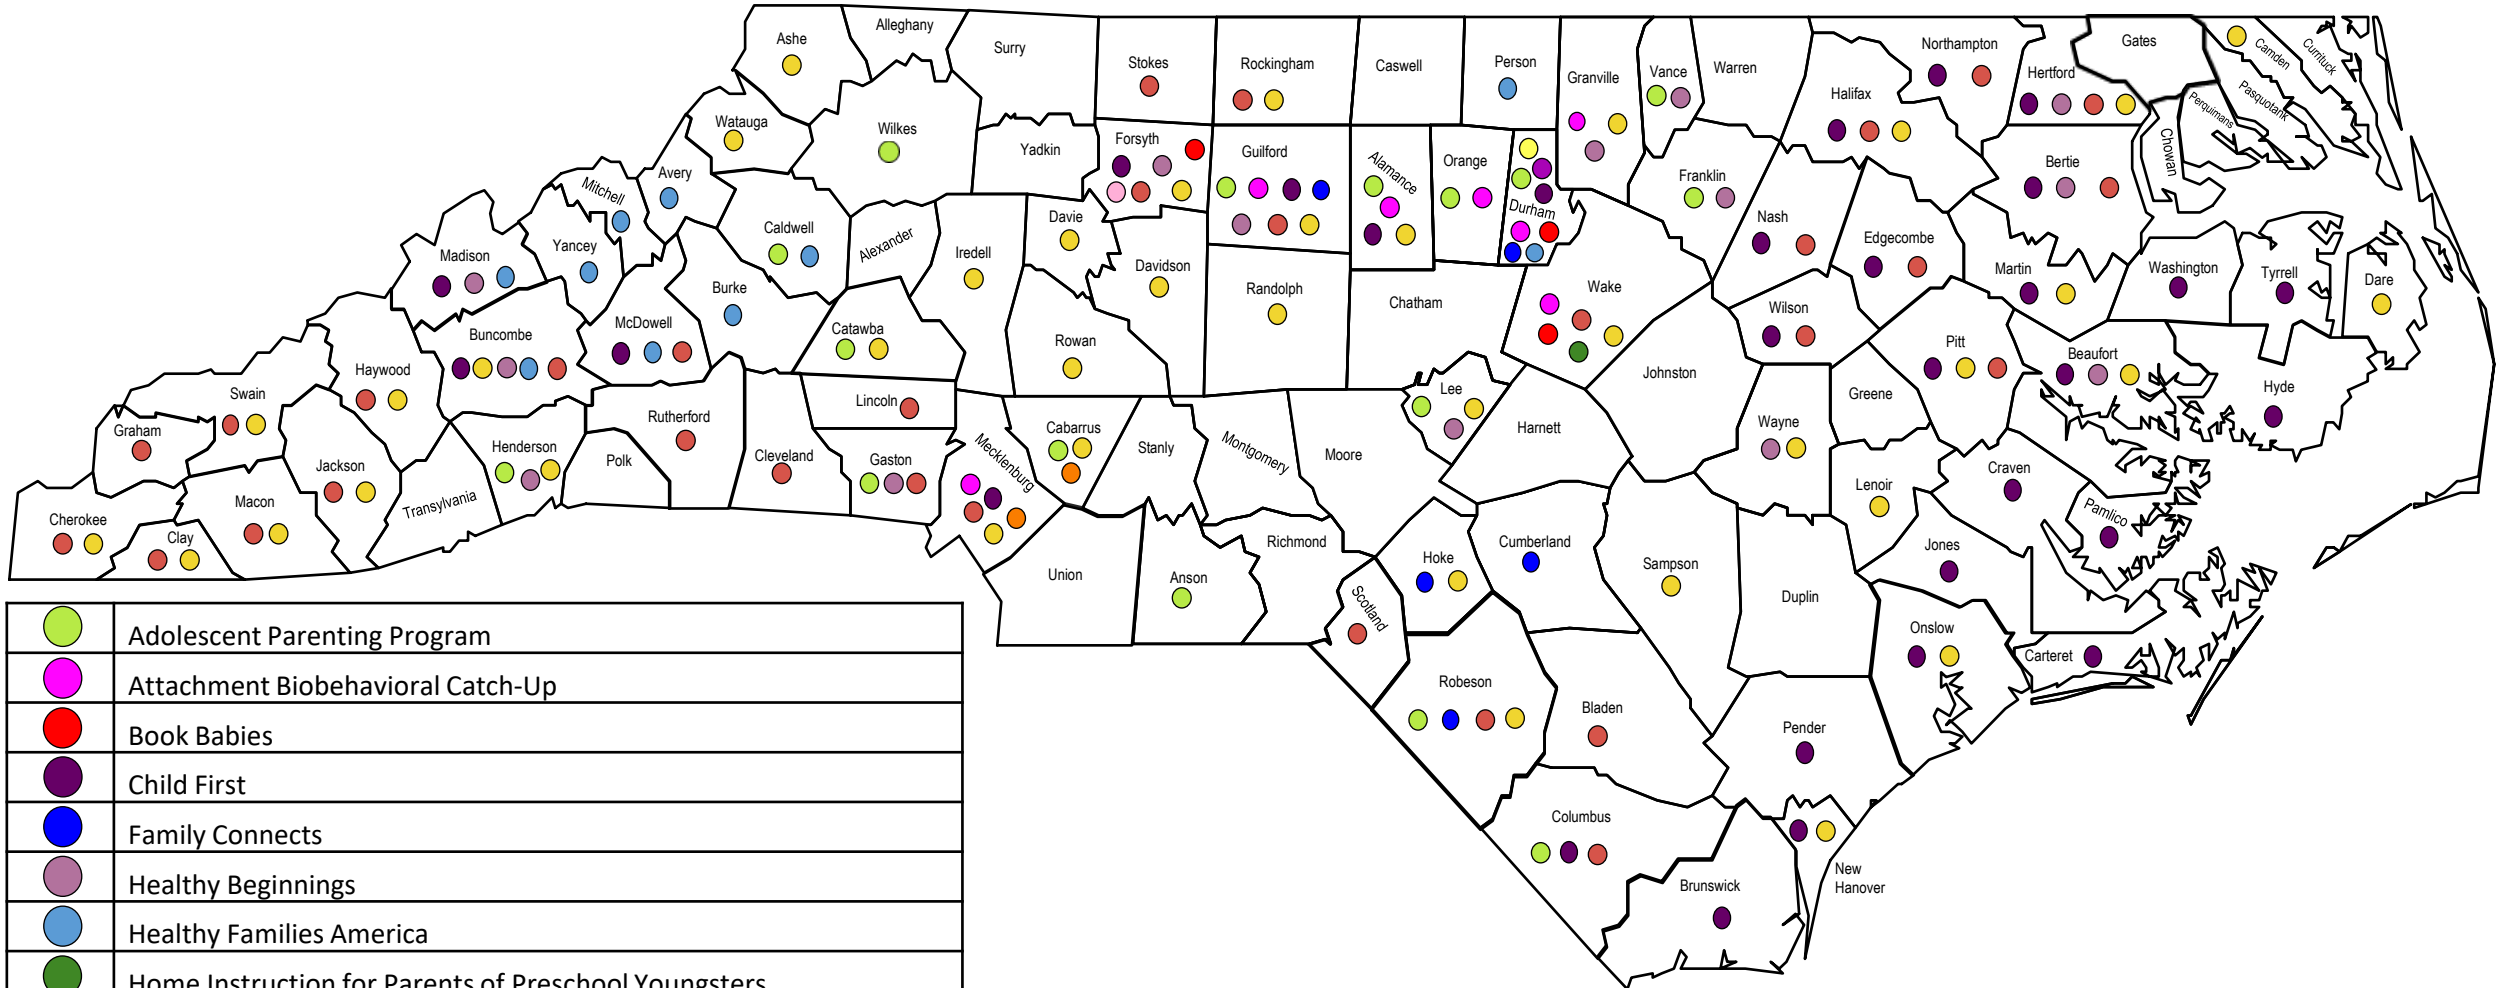 Alleghany
Ashe
Surry
Stokes
Rockingham
Caswell
Person
Granville
Vance
Warren
Halifax
Northampton
Hertford
Gates
Camden
Currituck
Pasquotank
Perquimans
Chowan
Watauga
Wilkes
Yadkin
Forsyth
Guilford
Alamance
Orange
Durham
Franklin
Nash
Edgecombe
Bertie
Mitchell
Avery
Caldwell
Alexander
Iredell
Davie
Davidson
Randolph
Chatham
Wake
Wilson
Martin
Washington
Tyrrell
Dare
Madison
Yancey
Burke
McDowell
Buncombe
Catawba
Rowan
Johnston
Pitt
Beaufort
Hyde
Haywood
Swain
Graham
Rutherford
Lincoln
Cabarrus
Lee
Harnett
Wayne
Greene
Jackson
Henderson
Polk
Cleveland
Gaston
Mecklenburg
Stanly
Montgomery
Moore
Lenoir
Craven
Pamlico
Cherokee
Clay
Macon
Transylvania
Union
Anson
Richmond
Scotland
Hoke
Cumberland
Sampson
Duplin
Jones
Onslow
Carteret
Robeson
Bladen
Pender
Columbus
Brunswick
New
Hanover
Adolescent Parenting Program
Attachment Biobehavioral Catch-Up
Book Babies
Child First
Family Connects
Healthy Beginnings
Healthy Families America
Home Instruction for Parents of Preschool Youngsters